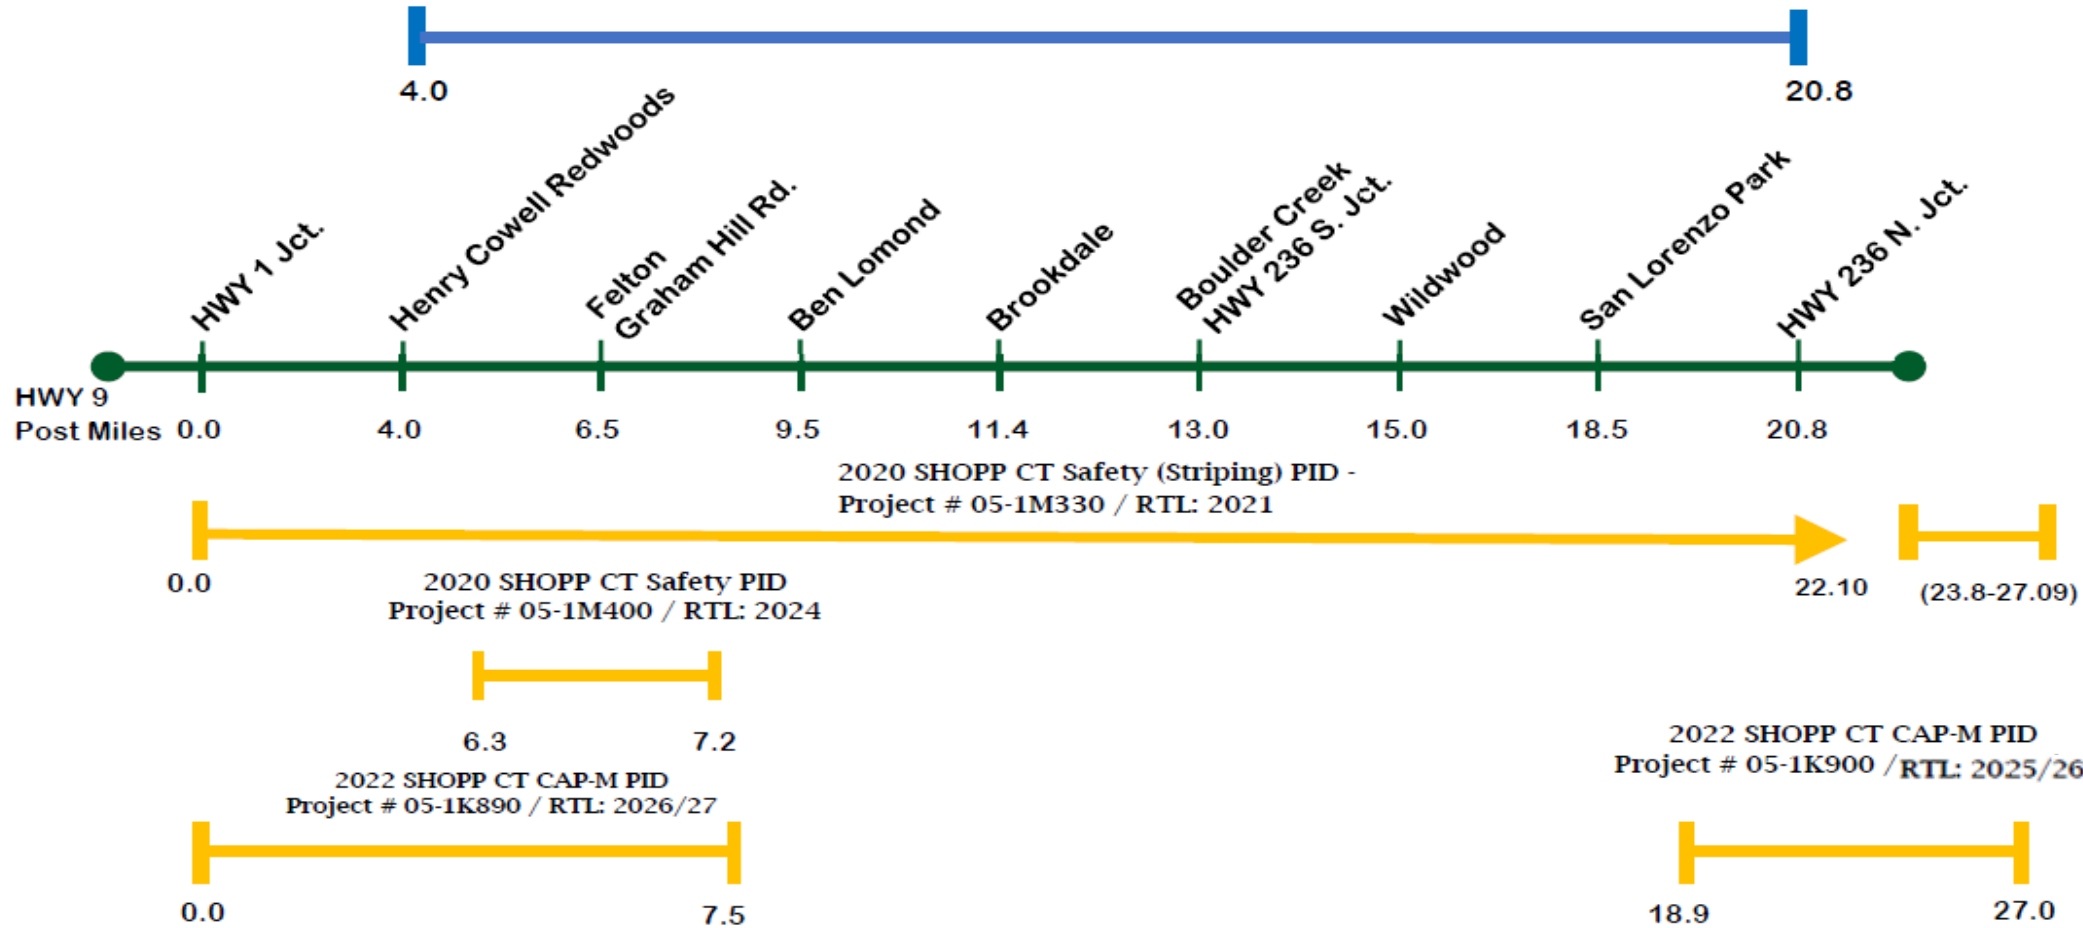 4.0
20.8
HWY 1 Jct.
Henry Cowell Redwoods
Felton
Graham Hill Rd.
Ben Lomond
Brookdale
Boulder Creek
HWY 236 S. Jct.
Wildwood
San Lorenzo Park
HWY 236 N. Jct.
HWY 9
Post Miles 0.0 4.0 6.5 9.5 11.4 13.0 15.0 18.5 20.8
2020 SHOPP CT Safety (Striping) PID -
Project # 05-1M330 / RTL: 2021
0.0
22.10
(23.8-27.09)
2020 SHOPP CT Safety PID
Project # 05-1M400 / RTL: 2024
6.3
7.2
2022 SHOPP CT CAP-M PID
Project # 05-1K890 / RTL: 2026/27
0.0
7.5
2022 SHOPP CT CAP-M PID
Project # 05-1K900 / RTL: 2025/26
18.9
27.0